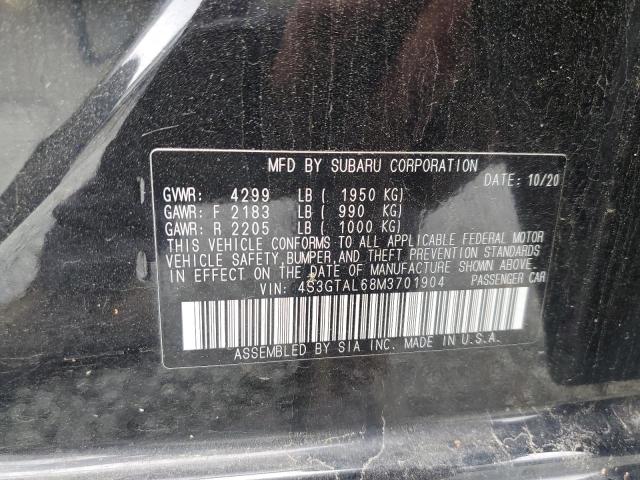 MFD BY SUBARU CORPORATION
DATE: 10/20
GVWR: 4299 LB ( 1950 KG)
GAWR: F 2183 LB ( 990 KG)
GAWR: R 2205 LB ( 1000 KG)
THIS VEHICLE CONFORMS TO ALL APPLICABLE FEDERAL MOTOR
VEHICLE SAFETY, BUMPER, AND THEFT PREVENTION STANDARDS
IN EFFECT ON THE DATE OF MANUFACTURE SHOWN ABOVE.
VIN: 4S3GTAL68M3701904 PASSENGER CAR
ASSEMBLED BY SIA INC. MADE IN U.S.A.